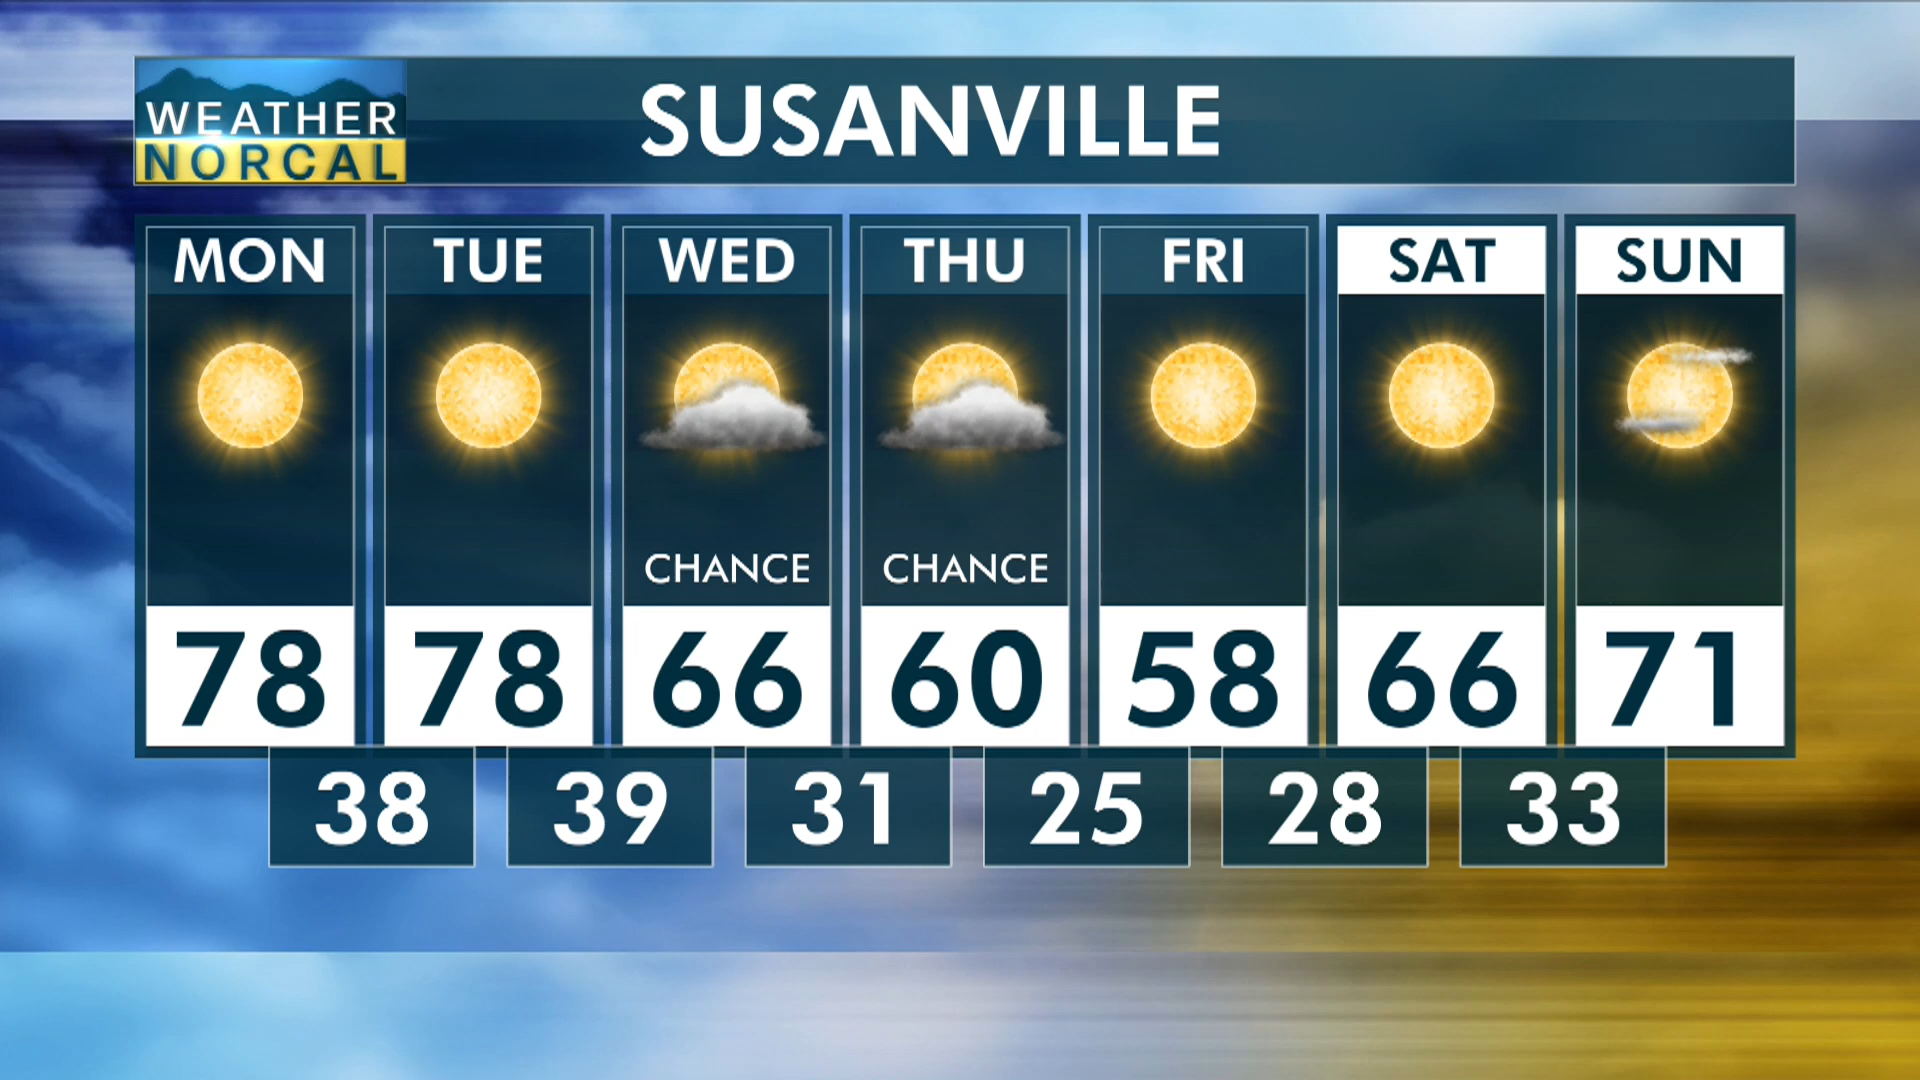 WEATHER
NORCAL
SUSANVILLE
MON TUE WED THU FRI SAT SUN
CHANCE CHANCE
78 78 66 60 58 66 71
38 39 31 25 28 33